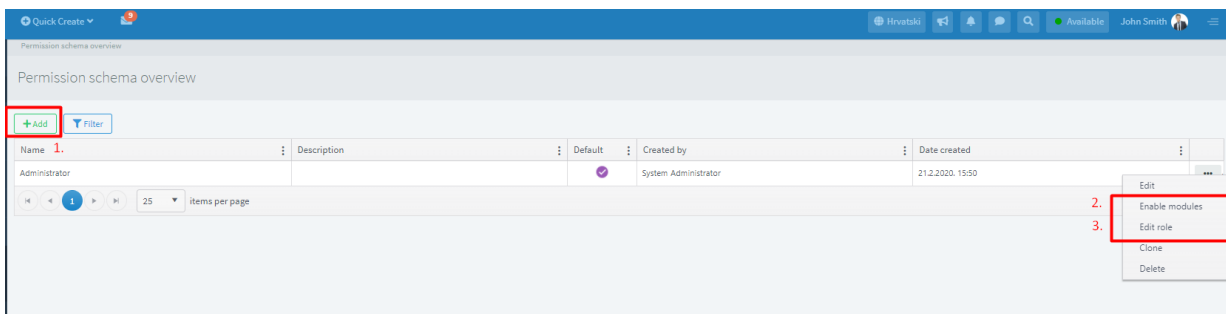 Quick Create 9 Hrvatski Available John Smith
Permission schema overview
Permission schema overview
+ Add Filter
Name 1. Description Default Created by Date created
Administrator System Administrator 21.2.2020. 15:50
1 25 items per page
Edit
2. Enable modules
3. Edit role
Clone
Delete